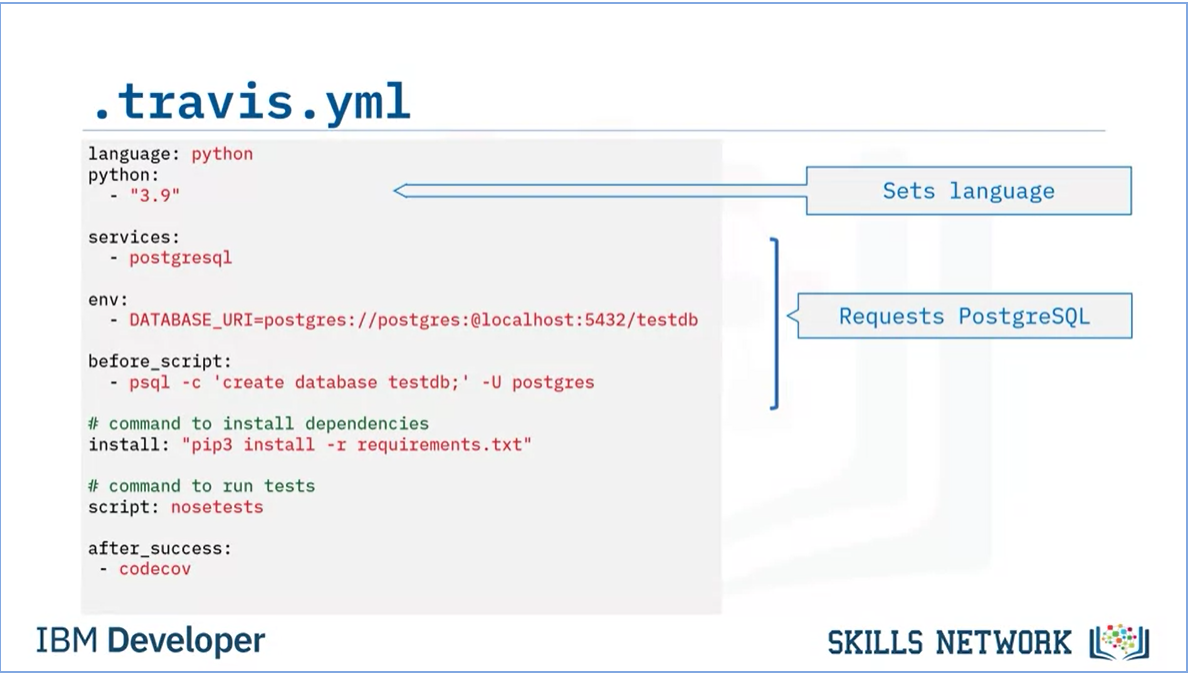 .travis.yml
language: python
python:
  - "3.9"
services:
  - postgresql
env:
  - DATABASE_URI=postgres://postgres:@localhost:5432/testdb
before_script:
  - psql -c 'create database testdb;' -U postgres
# command to install dependencies
install: "pip3 install -r requirements.txt"
# command to run tests
script: nosetests
after_success:
 - codecov
Sets language
Requests PostgreSQL
IBM Developer
SKILLS NETWORK